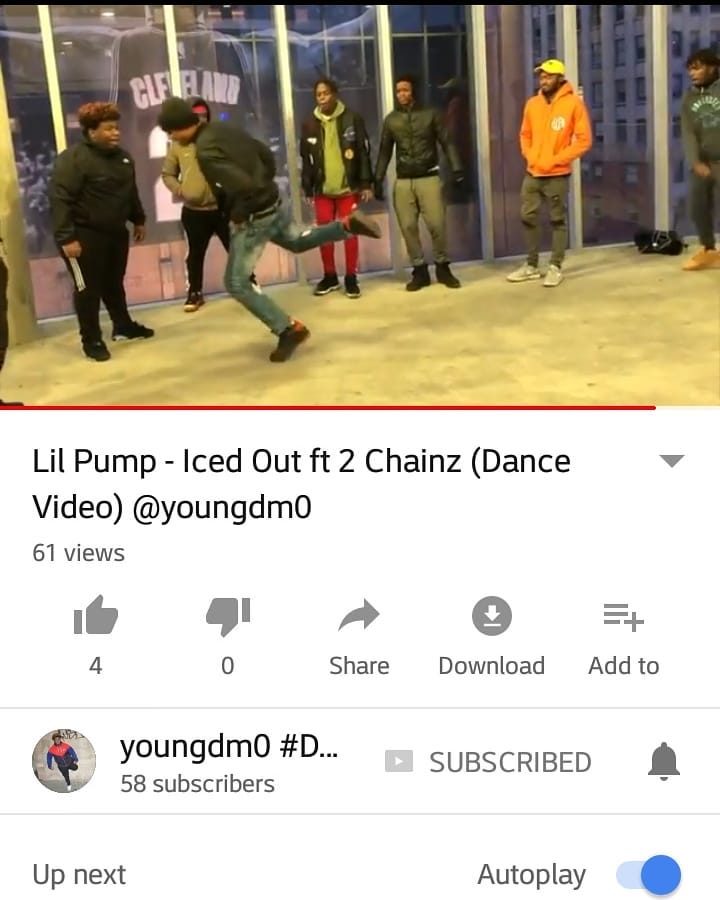 CLEVELAND
2
Lil Pump - Iced Out ft 2 Chainz (Dance
Video) @youngdm0
61 views
4
0
Share
Download
Add to
youngdm0 #D...
SUBSCRIBED
58 subscribers
Up next
Autoplay